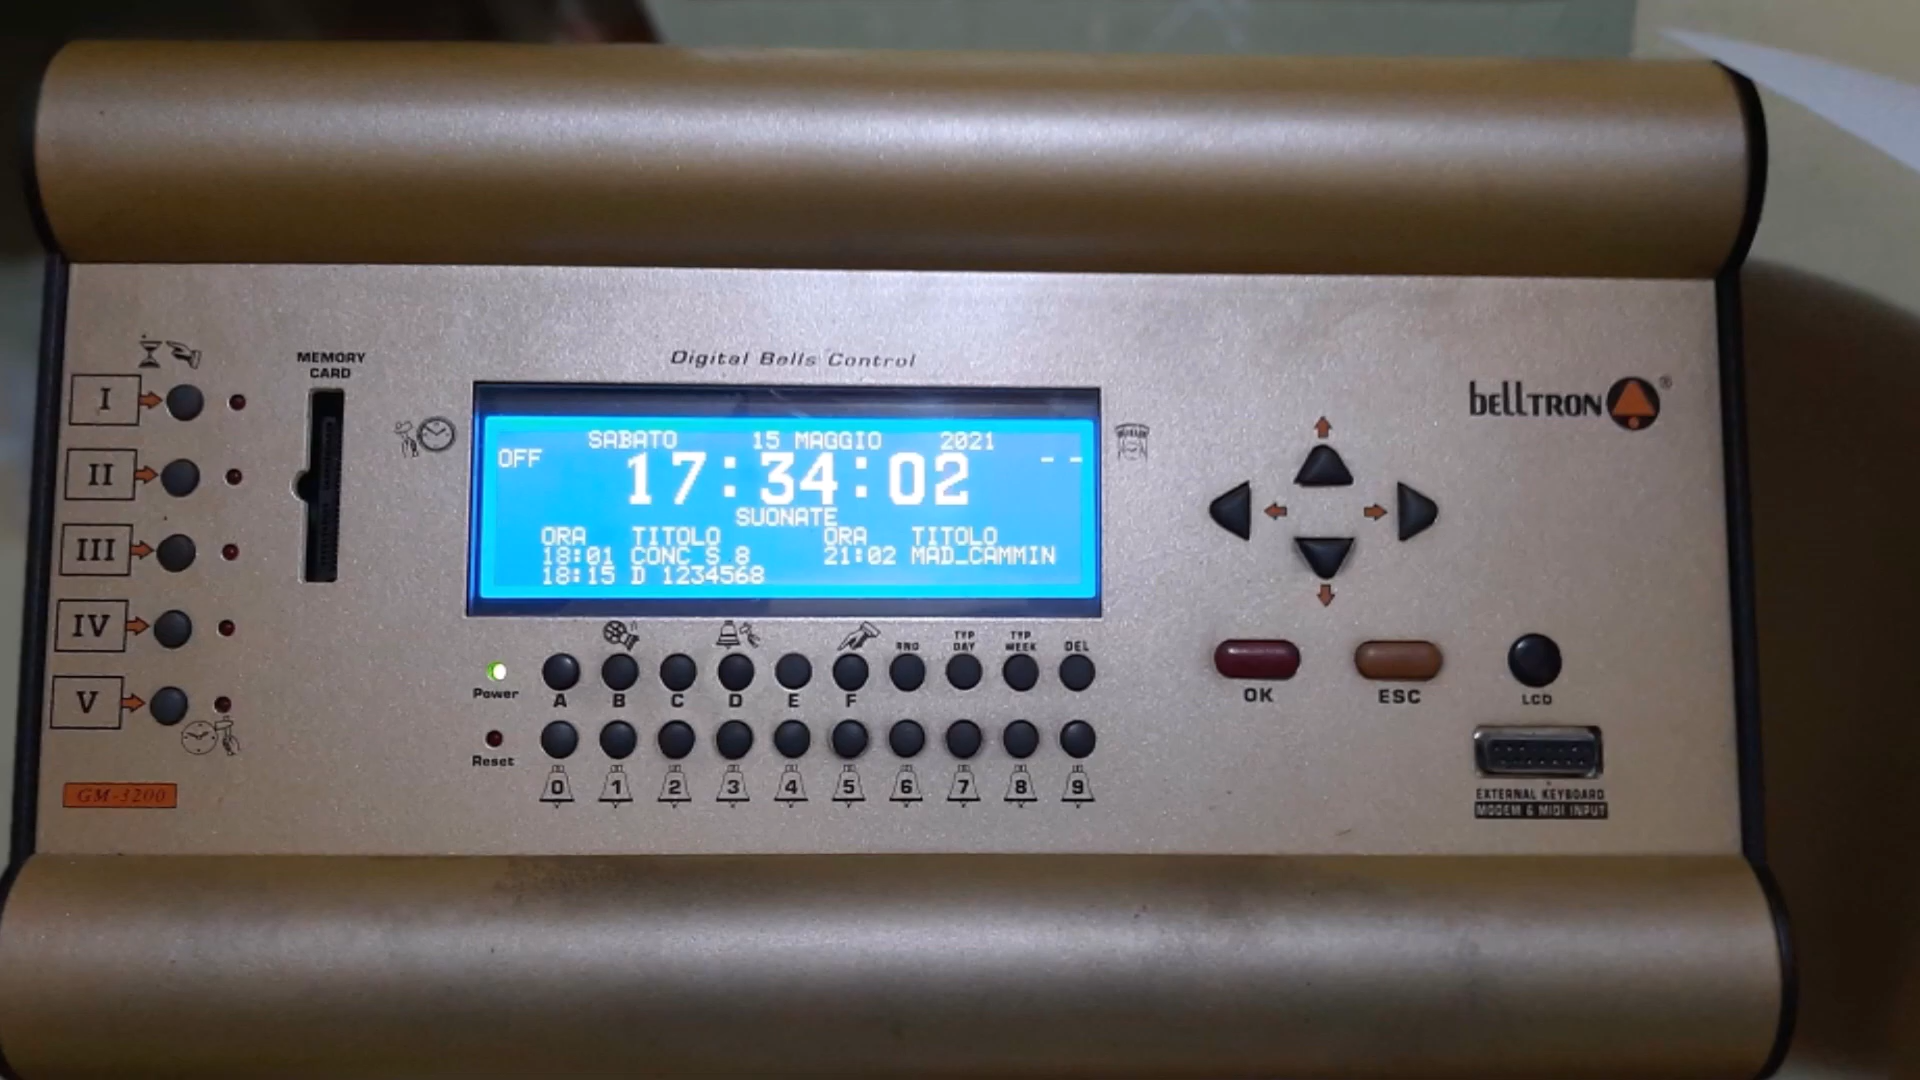 MEMORY
CARD
Digital Bells Control
bellTRON
®
I
II
III
IV
V
SABATO 15 MAGGIO 2021
OFF 17:34:02 --
SUONATE
ORA TITOLO ORA TITOLO
18:01 CONC S 8 21:02 MAD_CAMMIN
18:15 D 1234568
RNG
TYP
DAY
TYP
WEEK
DEL
Power
A B C D E F
OK
ESC
LCD
Reset
0 1 2 3 4 5 6 7 8 9
GM-3200
EXTERNAL KEYBOARD
MODEM & MIDI INPUT